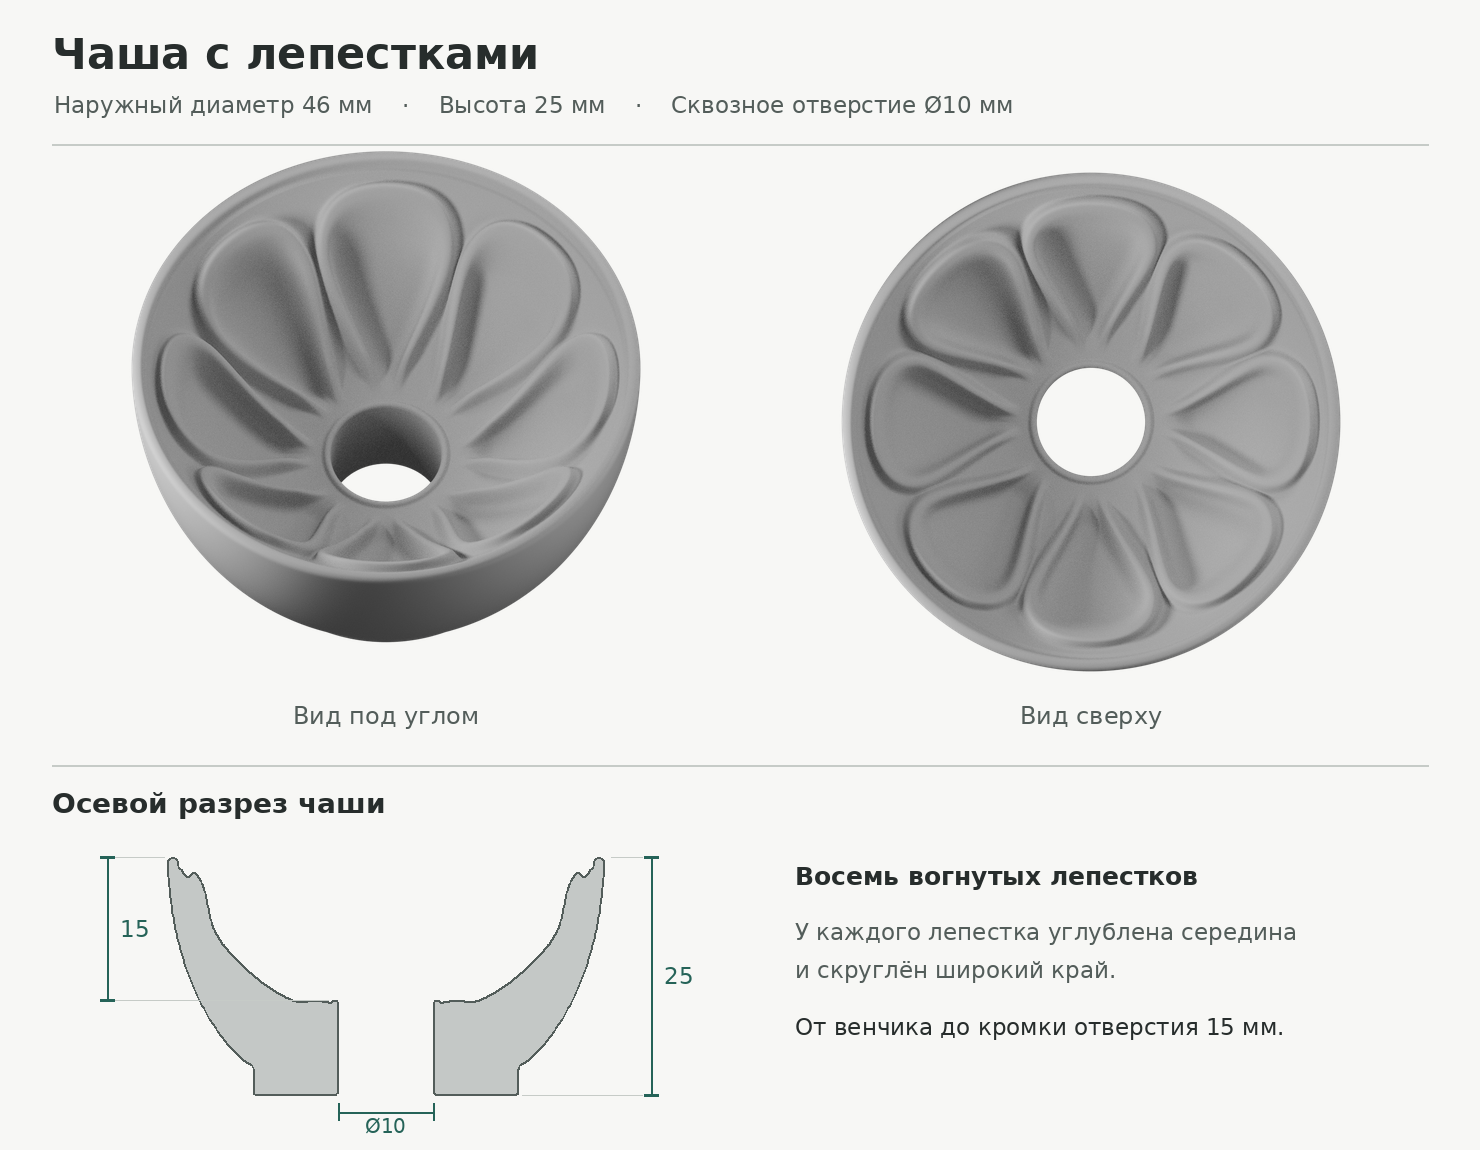 Чаша с лепестками
Наружный диаметр 46 мм · Высота 25 мм · Сквозное отверстие Ø10 мм
Вид под углом
Вид сверху
Осевой разрез чаши
15
25
Ø10
Восемь вогнутых лепестков
У каждого лепестка углублена середина
и скруглён широкий край.
От венчика до кромки отверстия 15 мм.